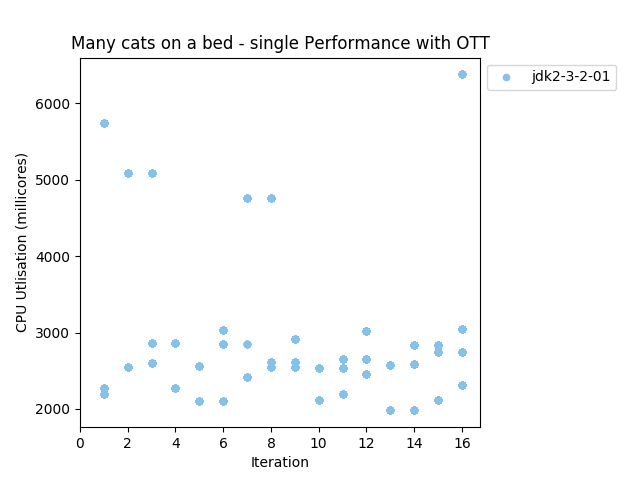 Many cats on a bed - single Performance with OTT
jdk2-3-2-01
CPU Utlisation (millicores)
6000
5000
4000
3000
2000
0 2 4 6 8 10 12 14 16
Iteration